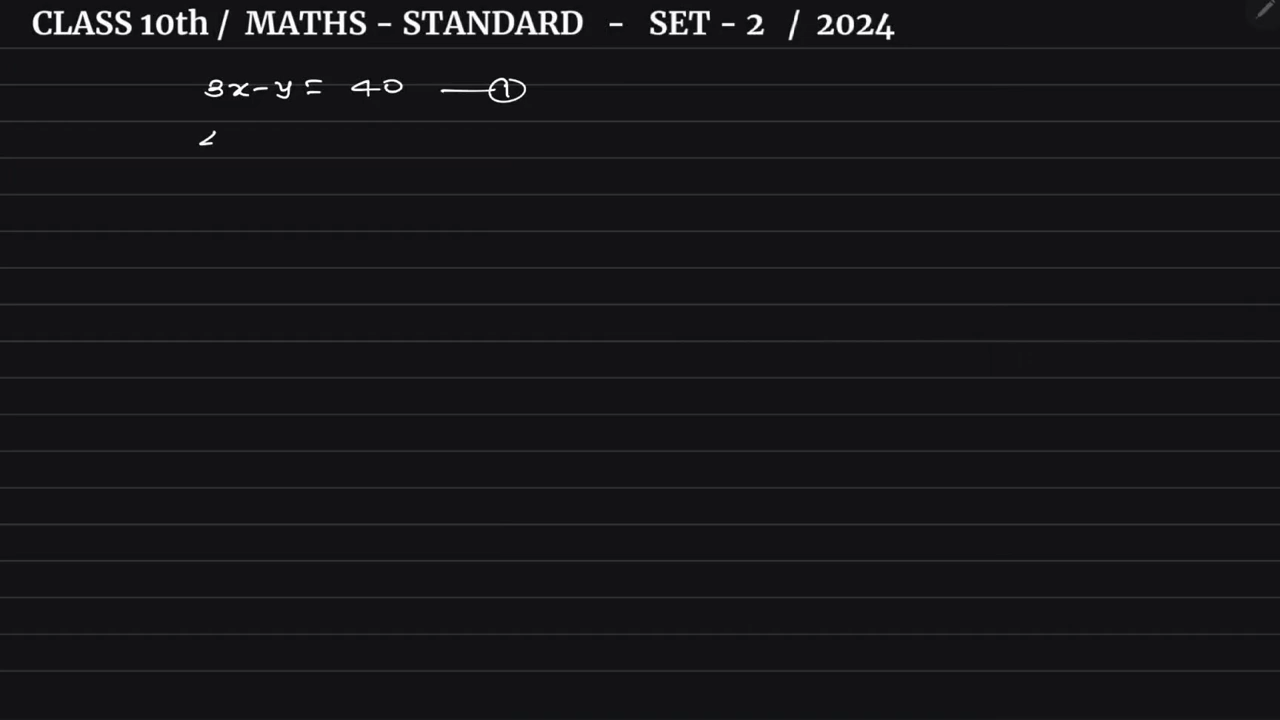 CLASS 10th / MATHS - STANDARD - SET - 2 / 2024
3x-y = 40 —①